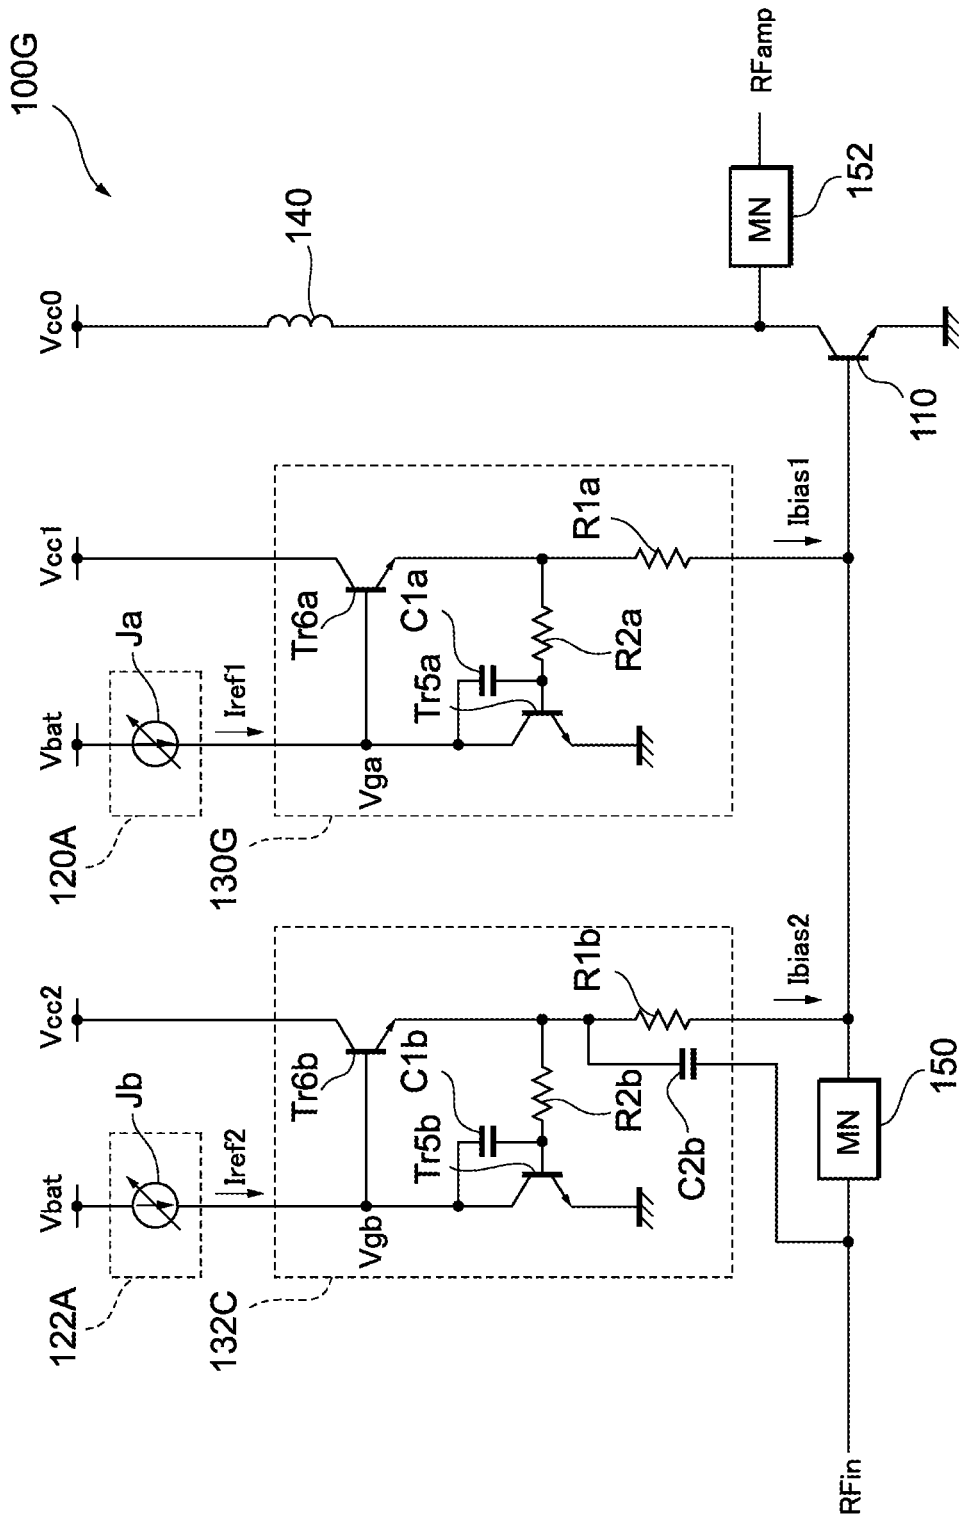 100G
Vbat
Jb
122A
Iref2
Vcc2
Vbat
Ja
120A
Iref1
Vcc1
Vcc0
140
Tr6b
C1b
Vgb
Tr5b
R2b
R1b
C2b
132C
Ibias2
Tr6a
C1a
Vga
Tr5a
R2a
R1a
130G
Ibias1
110
MN
152
RFamp
MN
150
RFin